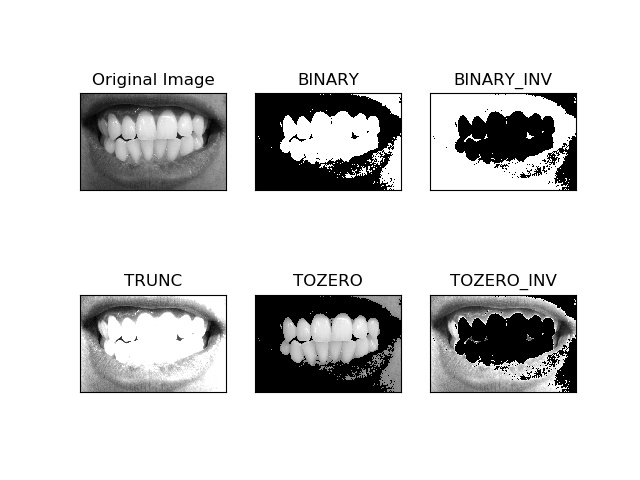 Original Image
BINARY
BINARY_INV
TRUNC
TOZERO
TOZERO_INV